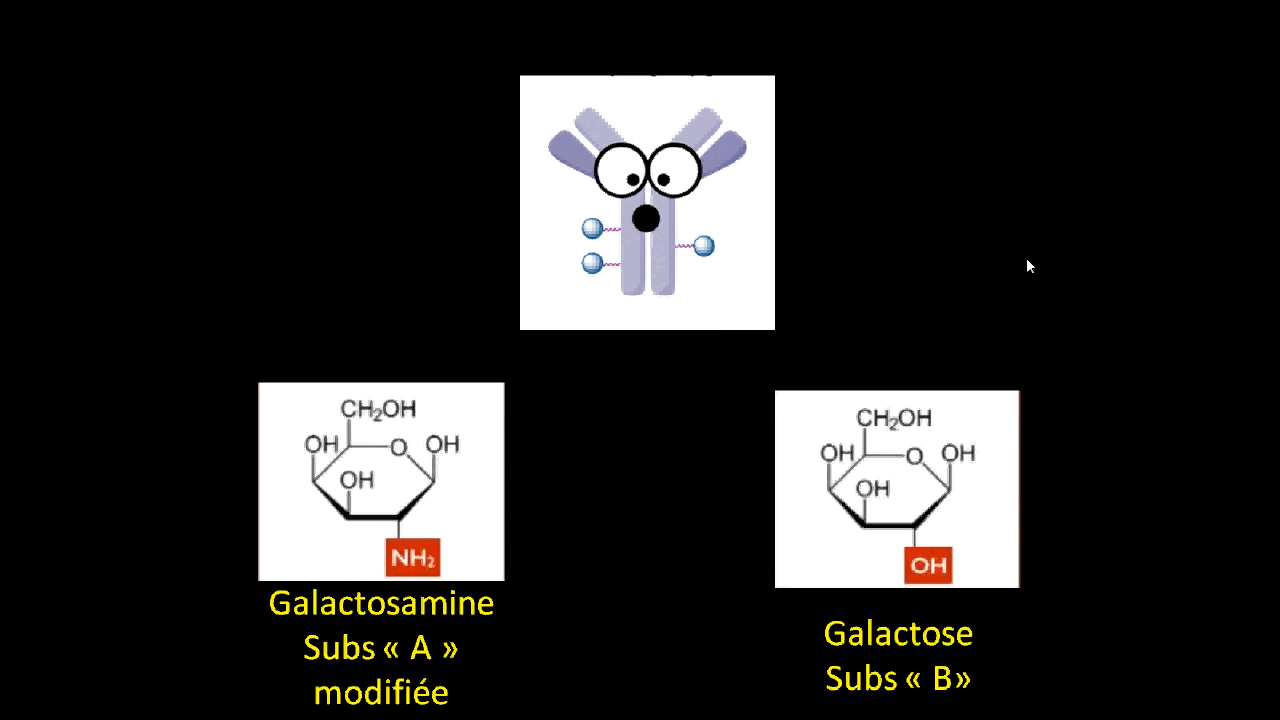 CH₂OH
OH O OH
OH
NH₂
Galactosamine
Subs « A »
modifiée
CH₂OH
OH O OH
OH
OH
Galactose
Subs « B»